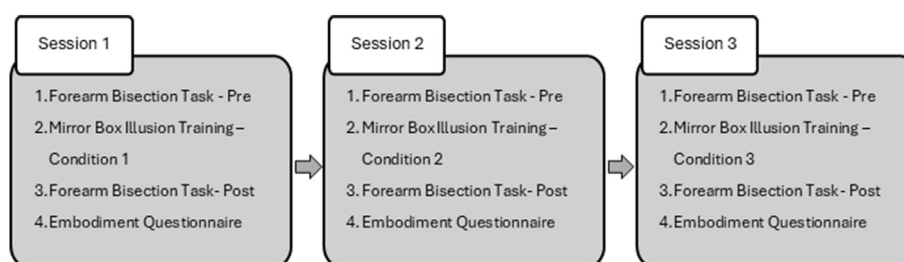 Session 1
1.Forearm Bisection Task - Pre
2.Mirror Box Illusion Training –
Condition 1
3.Forearm Bisection Task- Post
4.Embodiment Questionnaire
Session 2
1.Forearm Bisection Task - Pre
2.Mirror Box Illusion Training –
Condition 2
3.Forearm Bisection Task- Post
4.Embodiment Questionnaire
Session 3
1.Forearm Bisection Task - Pre
2.Mirror Box Illusion Training –
Condition 3
3.Forearm Bisection Task- Post
4.Embodiment Questionnaire